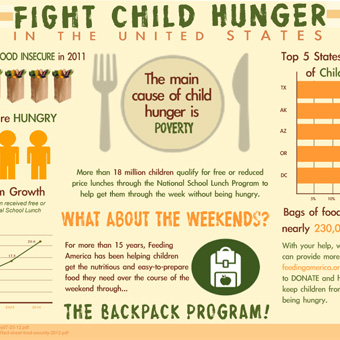 FIGHT CHILD HUNGER
IN THE UNITED STATES
FOOD INSECURE in 2011
re HUNGRY
m Growth
n received free or
al School Lunch
The main
cause of child
hunger is
POVERTY
More than 18 million children qualify for free or reduced
price lunches through the National School Lunch Program to
help get them through the week without being hungry.
WHAT ABOUT THE WEEKENDS?
For more than 15 years, Feeding
America has been helping children
get the nutritious and easy-to-prepare
food they need over the course of the
weekend through...
THE BACKPACK PROGRAM!
Top 5 States
of Chil
TX
AK
AZ
OR
DC
5%
10%
Bags of food
nearly 230,0
With your help, w
can provide more
feedingamerica.or
to DONATE and h
keep children from
being hungry.